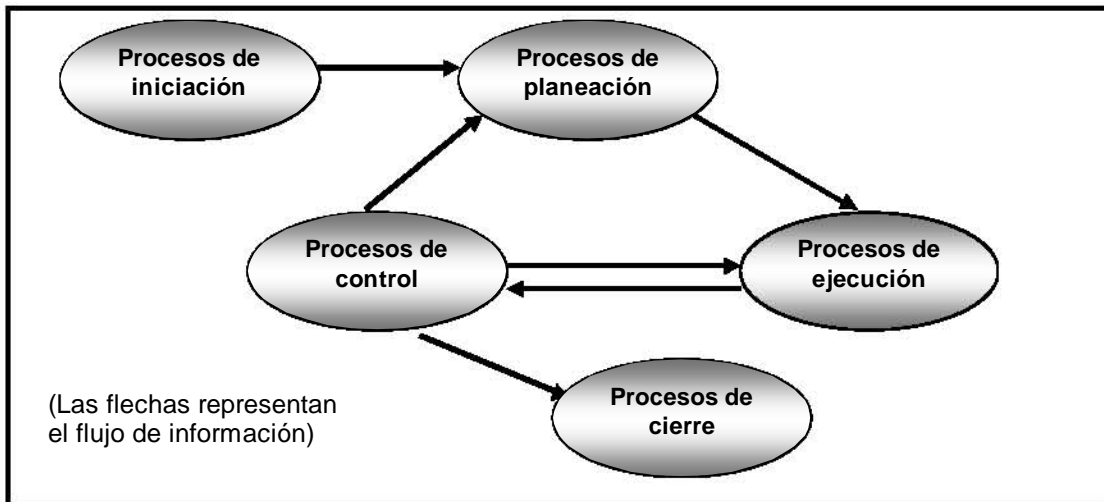 Procesos de
iniciación
Procesos de
planeación
Procesos de
control
Procesos de
ejecución
Procesos de
cierre
(Las flechas representan
el flujo de información)